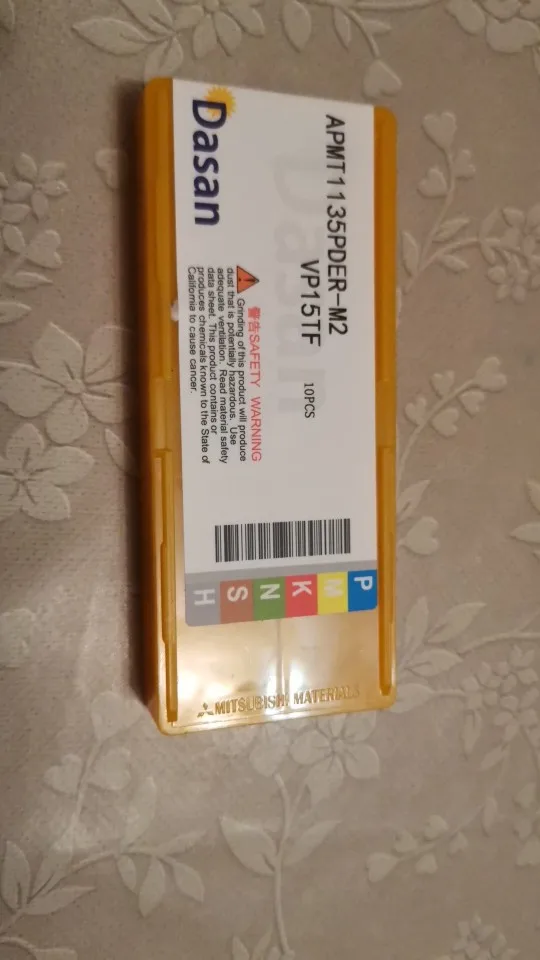 Dasan
APMT1135PDER-M2
VP15TF
10PCS
警告SAFETY WARNING
Grinding of this product will produce
dust that is potentially hazardous. Use
adequate ventilation. Read material safety
data sheet. This product contains or
produces chemicals known to the State of
California to cause cancer.
P
M
K
N
S
H
MITSUBISHI MATERIALS